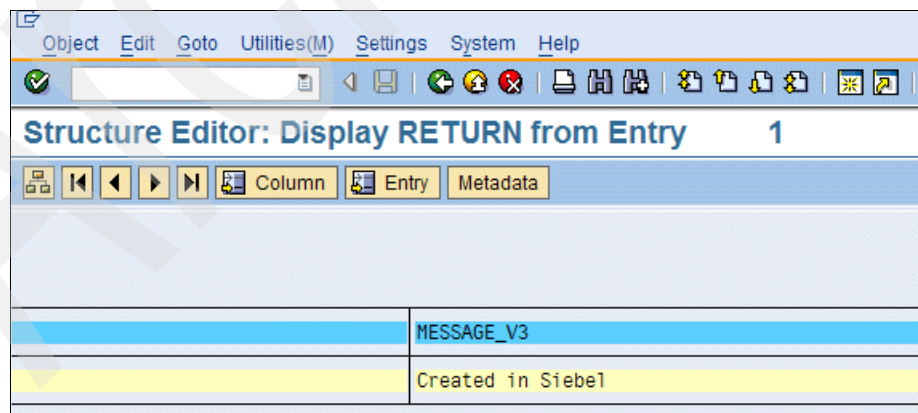 Object Edit Goto Utilities(M) Settings System Help
Structure Editor: Display RETURN from Entry 1
Column Entry Metadata
MESSAGE_V3
Created in Siebel